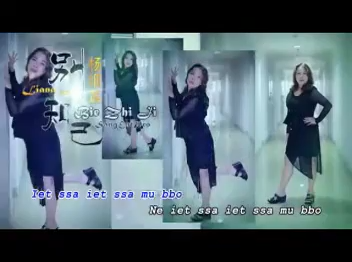 别知己
Bie Zhi Ji
Iet ssa iet ssa mu bbo
Ne iet ssa iet ssa mu bbo